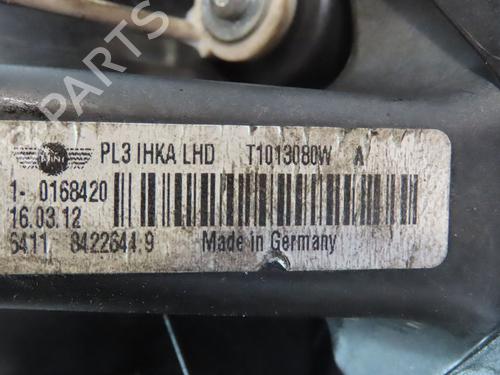 B-PARTS
MINI
PL3 IHKA LHD T1013080W A
1- 0168420
16.03.12
6411 8422644.9 Made in Germany